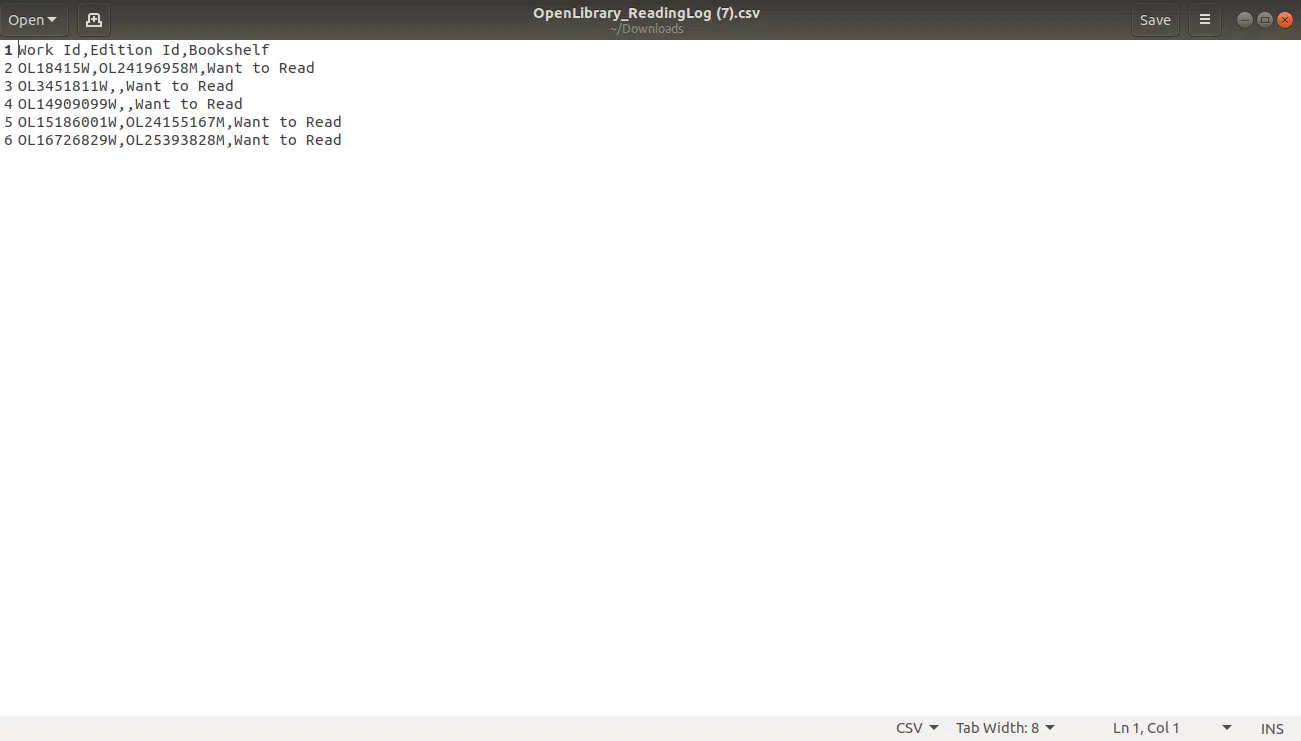 Open
OpenLibrary_ReadingLog (7).csv
~/Downloads
Save
1 Work Id,Edition Id,Bookshelf
2 OL18415W,OL24196958M,Want to Read
3 OL3451811W,,Want to Read
4 OL14909099W,,Want to Read
5 OL15186001W,OL24155167M,Want to Read
6 OL16726829W,OL25393828M,Want to Read
CSV Tab Width: 8 Ln 1, Col 1 INS